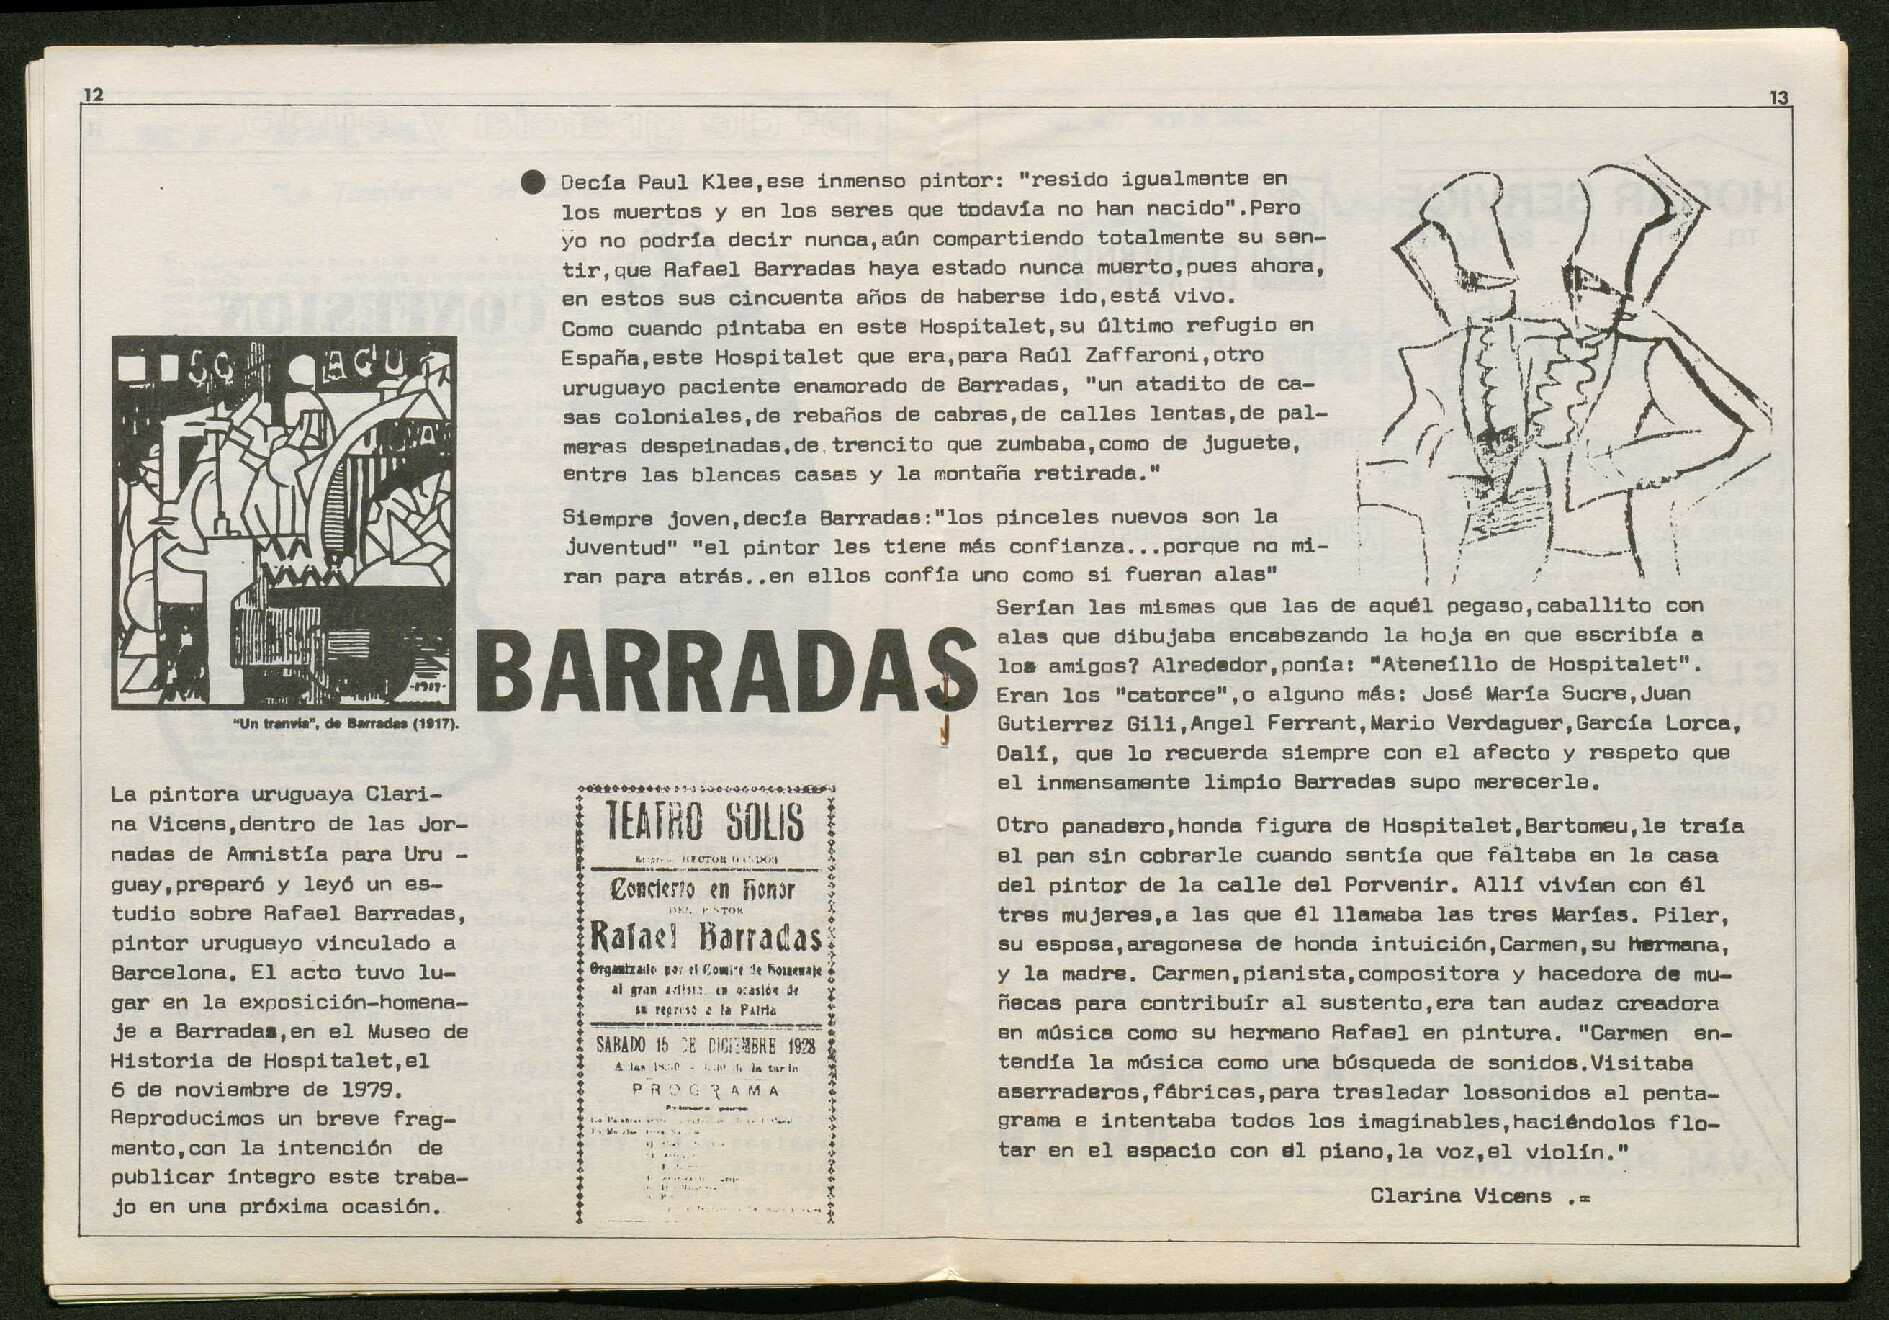 12
13
Decía Paul Klee,ese inmenso pintor: "resido igualmente en
los muertos y en los seres que todavía no han nacido".Pero
yo no podría decir nunca,aún compartiendo totalmente su sen-
tir,que Rafael Barradas haya estado nunca muerto,pues ahora,
en estos sus cincuenta años de haberse ido,está vivo.
Como cuando pintaba en este Hospitalet,su último refugio en
España,este Hospitalet que era,para Raúl Zaffaroni,otro
uruguayo paciente enamorado de Barradas, "un atadito de ca-
sas coloniales,de rebaños de cabras,de calles lentas,de pal-
meras despeinadas,de trencito que zumbaba,como de juguete,
entre las blancas casas y la montaña retirada."
Siempre joven,decía Barradas:"los pinceles nuevos son la
juventud" "el pintor les tiene más confianza...porque no mi-
ran para atrás..en ellos confía uno como si fueran alas"
BARRADAS
"Un tranvía", de Barradas (1917).
La pintora uruguaya Clari-
na Vicens,dentro de las Jor-
nadas de Amnistía para Uru -
guay,preparó y leyó un es-
tudio sobre Rafael Barradas,
pintor uruguayo vinculado a
Barcelona. El acto tuvo lu-
gar en la exposición-homena-
je a Barradas,en el Museo de
Historia de Hospitalet,el
6 de noviembre de 1979.
Reproducimos un breve frag-
mento,con la intención de
publicar íntegro este traba-
jo en una próxima ocasión.
TEATRO SOLIS
Concierto en Honor
DEL PINTOR
Rafael Barradas
Organizado por el Comité de Homenaje
al gran artista, en ocasión de
su regreso a la Patria
SABADO 15 DE DICIEMBRE 1928
PROGRAMA
Serían las mismas que las de aquél pegaso,caballito con
alas que dibujaba encabezando la hoja en que escribía a
los amigos? Alrededor,ponía: "Ateneíllo de Hospitalet".
Eran los "catorce",o alguno más: José María Sucre,Juan
Gutierrez Gili,Angel Ferrant,Mario Verdaguer,García Lorca,
Dalí, que lo recuerda siempre con el afecto y respeto que
el inmensamente limpio Barradas supo merecerle.
Otro panadero,honda figura de Hospitalet,Bartomeu,le traía
el pan sin cobrarle cuando sentía que faltaba en la casa
del pintor de la calle del Porvenir. Allí vivían con él
tres mujeres,a las que él llamaba las tres Marías. Pilar,
su esposa,aragonesa de honda intuición,Carmen,su hermana,
y la madre. Carmen,pianista,compositora y hacedora de mu-
ñecas para contribuír al sustento,era tan audaz creadora
en música como su hermano Rafael en pintura. "Carmen en-
tendía la música como una búsqueda de sonidos.Visitaba
aserraderos,fábricas,para trasladar lossonidos al penta-
grama e intentaba todos los imaginables,haciéndolos flo-
tar en el espacio con el piano,la voz,el violín."
Clarina Vicens .=